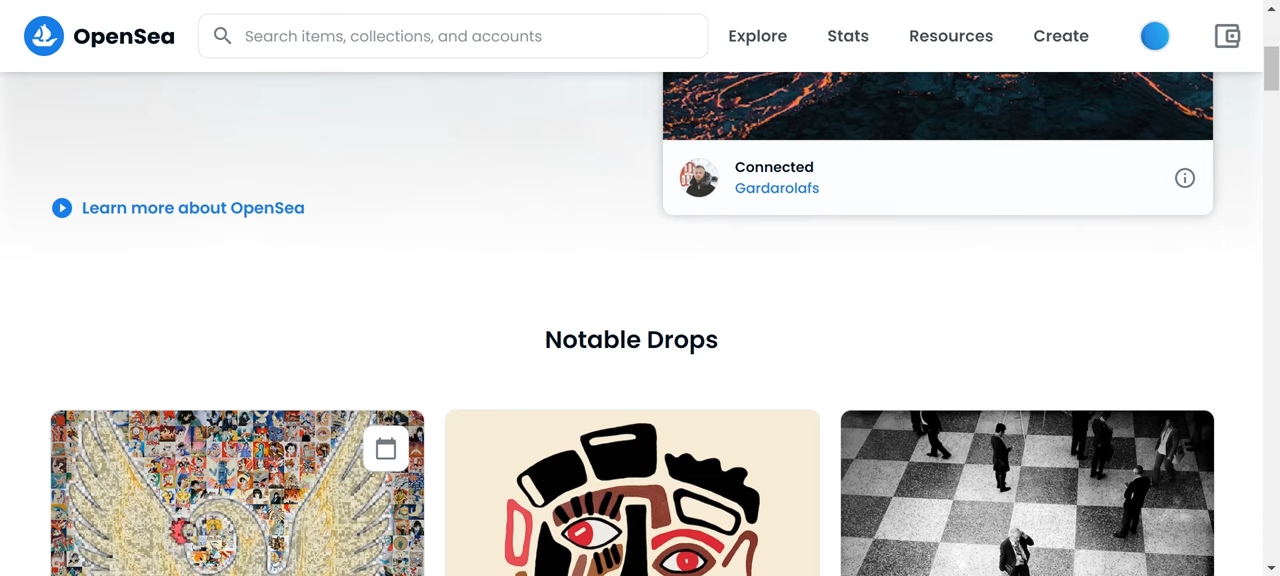 OpenSea
Search items, collections, and accounts
Explore
Stats
Resources
Create
Connected
Gardarolafs
Learn more about OpenSea
Notable Drops